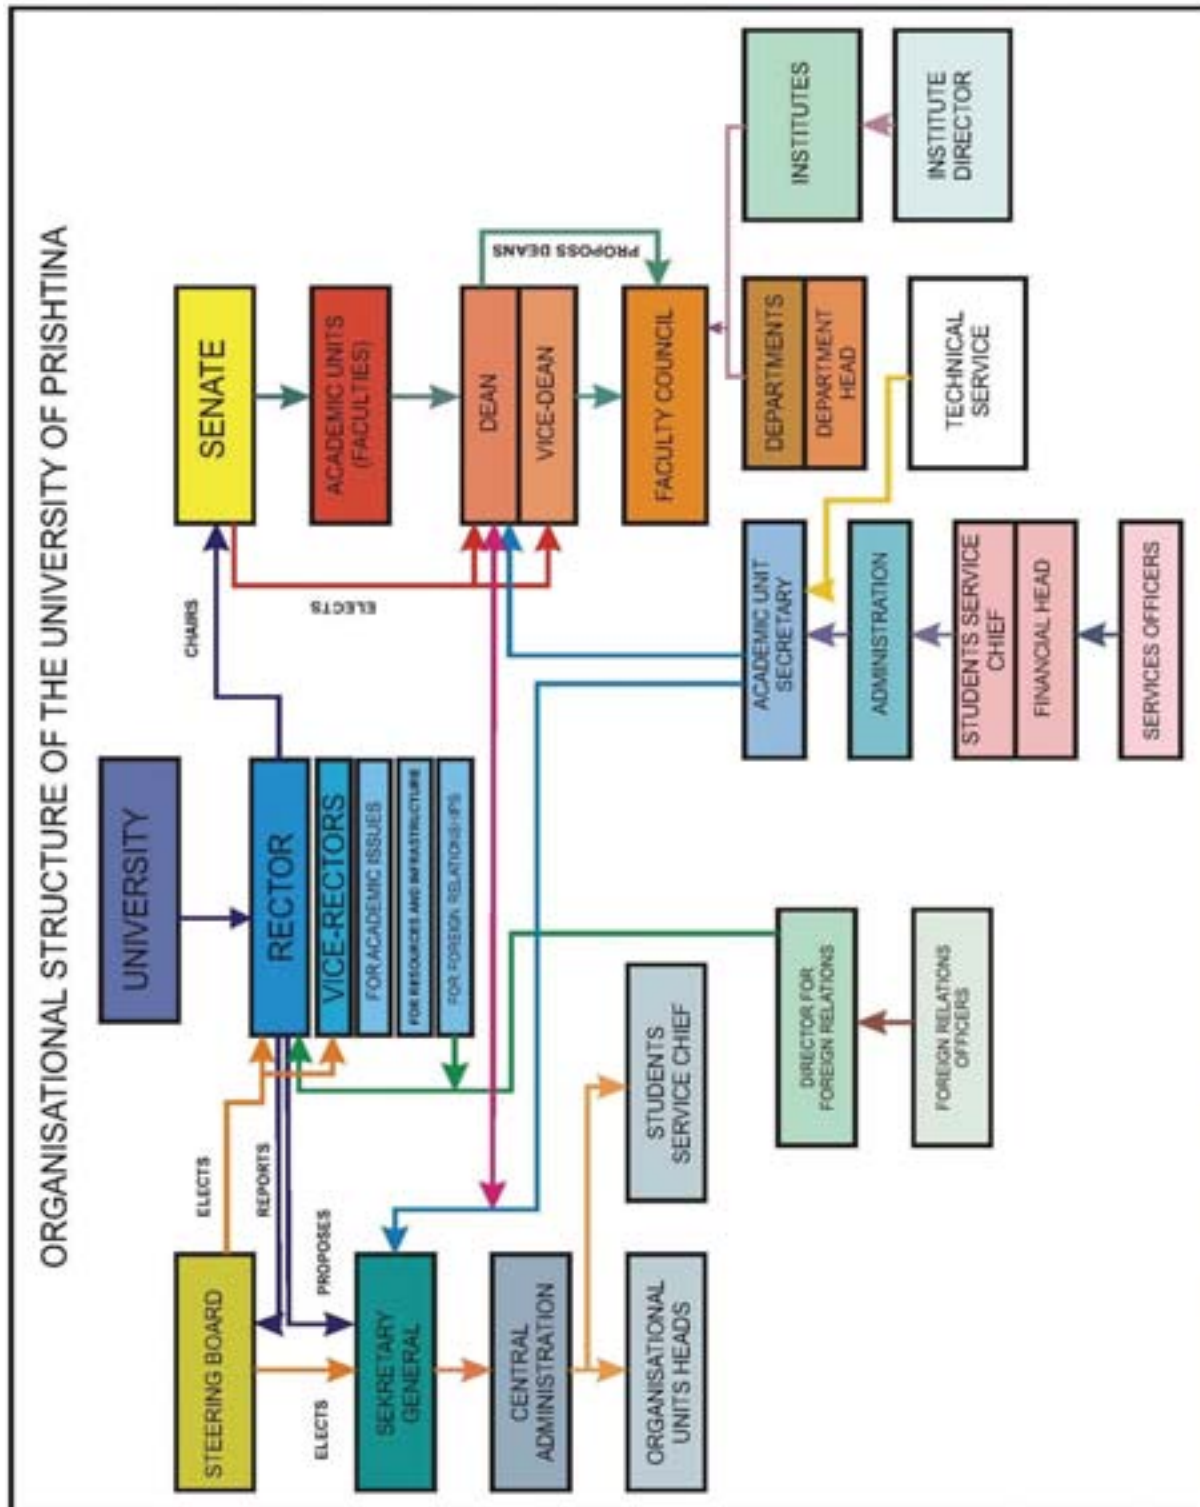 ORGANISATIONAL STRUCTURE OF THE UNIVERSITY OF PRISHTINA
UNIVERSITY
STEERING BOARD
ELECTS
REPORTS
PROPOSES
ELECTS
RECTOR
VICE-RECTORS
FOR ACADEMIC ISSUES
FOR RESOURCES AND INFRASTRUCTURE
FOR FOREIGN RELATIONSHIPS
CHAIRS
SENATE
ELECTS
ACADEMIC UNITS
(FACULTIES)
SEKRETARY
GENERAL
DEAN
VICE-DEAN
PROPOSS DEANS
CENTRAL
ADMINISTRATION
FACULTY COUNCIL
ORGANISATIONAL
UNITS HEADS
STUDENTS
SERVICE CHIEF
DIRECTOR FOR
FOREIGN RELATIONS
FOREIGN RELATIONS
OFFICERS
ACADEMIC UNIT
SECRETARY
ADMINISTRATION
STUDENTS SERVICE
CHIEF
FINANCIAL HEAD
SERVICES OFFICERS
DEPARTMENTS
DEPARTMENT
HEAD
TECHNICAL
SERVICE
INSTITUTES
INSTITUTE
DIRECTOR